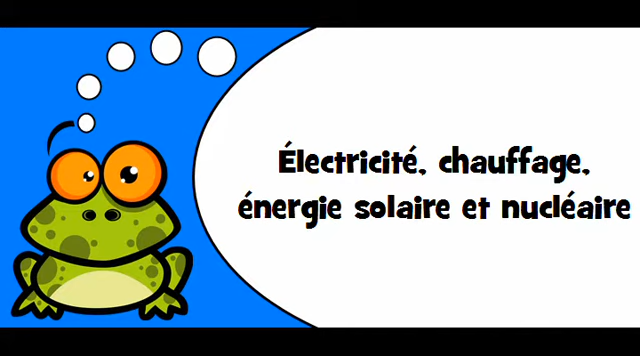 Électricité, chauffage,
énergie solaire et nucléaire